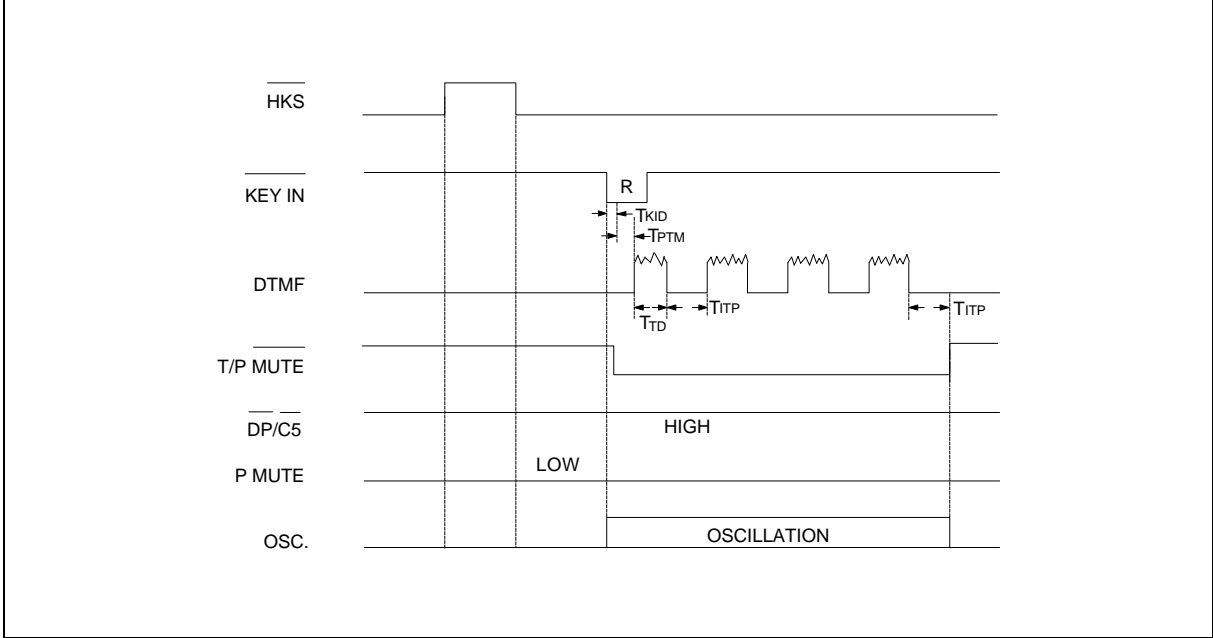 HKS
KEY IN
R
TKID
TPTM
DTMF
TITP
TITP
TTD
T/P MUTE
DP/C5
HIGH
LOW
P MUTE
OSCILLATION
OSC.